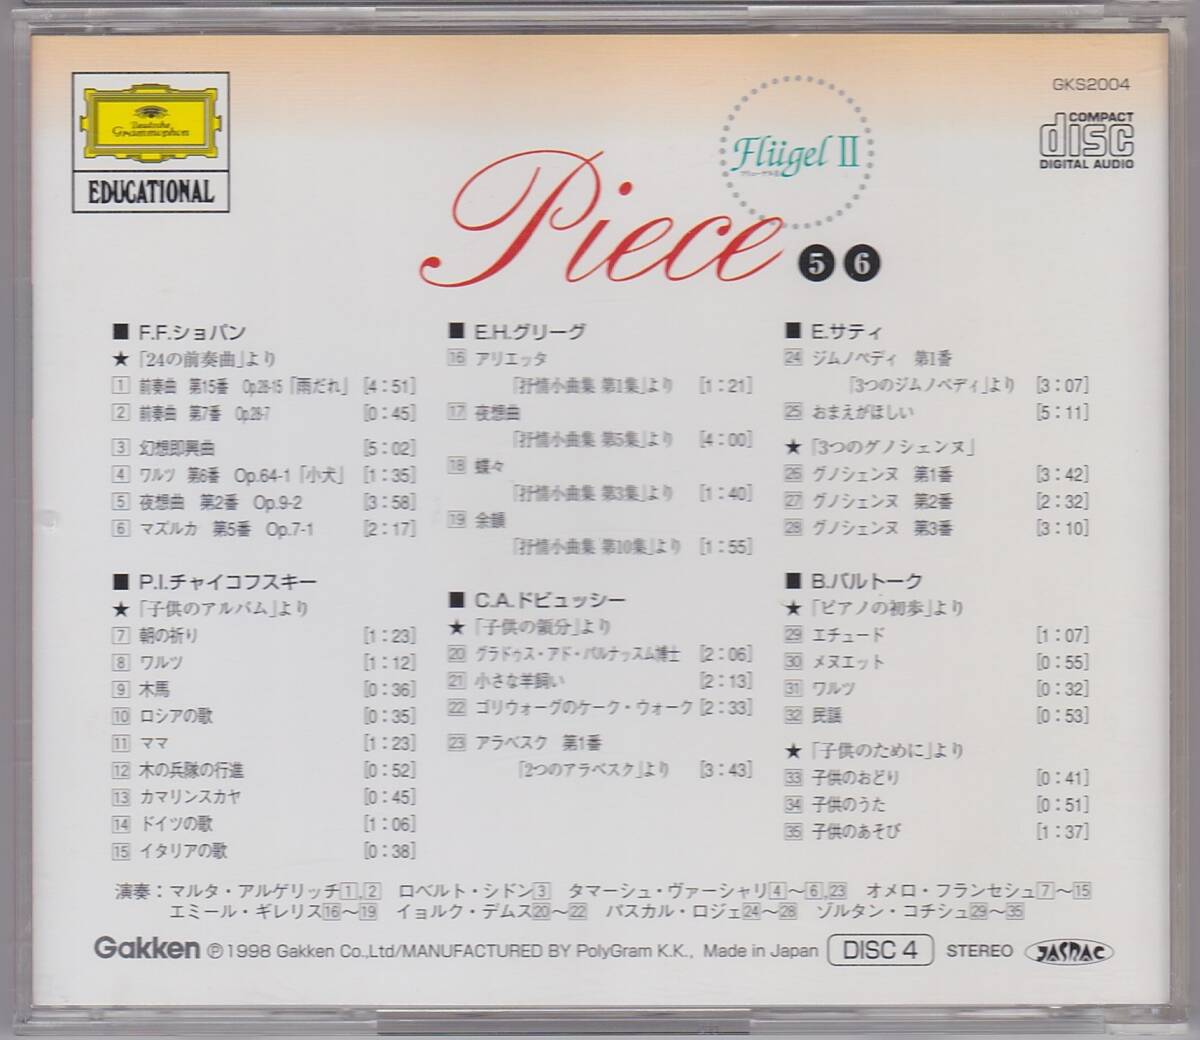 Deutsche
Grammophon
EDUCATIONAL
GKS2004
COMPACT
disc
DIGITAL AUDIO
Flügel II
フリューゲルII
Piece 5 6
■ F.F.ショパン
★「24の前奏曲」より
1 前奏曲 第15番 Op.28-15「雨だれ」 [4:51]
2 前奏曲 第7番 Op.28-7 [0:45]
3 幻想即興曲 [5:02]
4 ワルツ 第6番 Op.64-1「小犬」 [1:35]
5 夜想曲 第2番 Op.9-2 [3:58]
6 マズルカ 第5番 Op.7-1 [2:17]
■ P.I.チャイコフスキー
★「子供のアルバム」より
7 朝の祈り [1:23]
8 ワルツ [1:12]
9 木馬 [0:36]
10 ロシアの歌 [0:35]
11 ママ [1:23]
12 木の兵隊の行進 [0:52]
13 カマリンスカヤ [0:45]
14 ドイツの歌 [1:06]
15 イタリアの歌 [0:38]
■ E.H.グリーグ
16 アリエッタ
「抒情小曲集 第1集」より [1:21]
17 夜想曲
「抒情小曲集 第5集」より [4:00]
18 蝶々
「抒情小曲集 第3集」より [1:40]
19 余韻
「抒情小曲集 第10集」より [1:55]
■ C.A.ドビュッシー
★「子供の領分」より
20 グラドゥス・アド・パルナッスム博士 [2:06]
21 小さな羊飼い [2:13]
22 ゴリウォーグのケーク・ウォーク [2:33]
23 アラベスク 第1番
「2つのアラベスク」より [3:43]
■ E.サティ
24 ジムノペディ 第1番
「3つのジムノペディ」より [3:07]
25 おまえがほしい [5:11]
★「3つのグノシェンヌ」
26 グノシェンヌ 第1番 [3:42]
27 グノシェンヌ 第2番 [2:32]
28 グノシェンヌ 第3番 [3:10]
■ B.バルトーク
★「ピアノの初歩」より
29 エチュード [1:07]
30 メヌエット [0:55]
31 ワルツ [0:32]
32 民謡 [0:53]
★「子供のために」より
33 子供のおどり [0:41]
34 子供のうた [0:51]
35 子供のあそび [1:37]
演奏：マルタ・アルゲリッチ1,2 ロベルト・シドン3 タマーシュ・ヴァーシャリ4〜6,23 オメロ・フランセシュ7〜15
エミール・ギレリス16〜19 イョルク・デムス20〜22 パスカル・ロジェ24〜28 ゾルタン・コチシュ29〜35
Gakken ℗1998 Gakken Co.,Ltd/MANUFACTURED BY PolyGram K.K., Made in Japan DISC 4 STEREO JASRAC